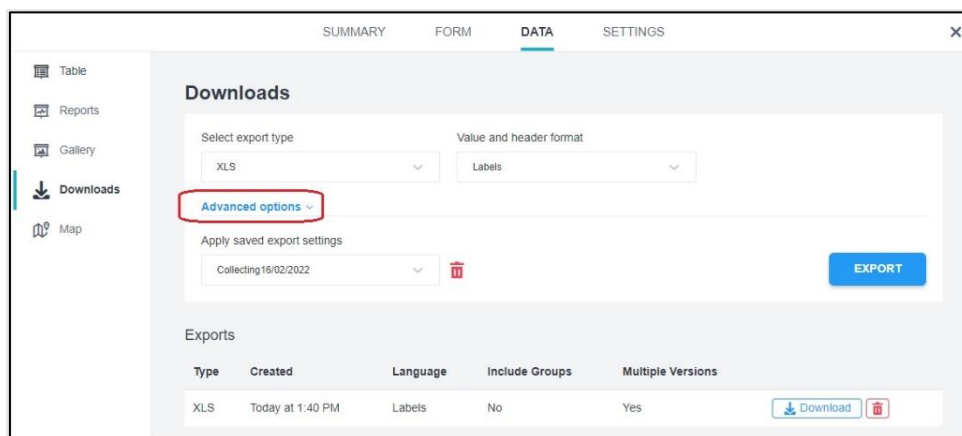 SUMMARY FORM DATA SETTINGS
Table
Reports
Gallery
Downloads
Map
Downloads
Select export type Value and header format
XLS Labels
Advanced options
Apply saved export settings
Collecting16/02/2022
EXPORT
Exports
Type Created Language Include Groups Multiple Versions
XLS Today at 1:40 PM Labels No Yes Download